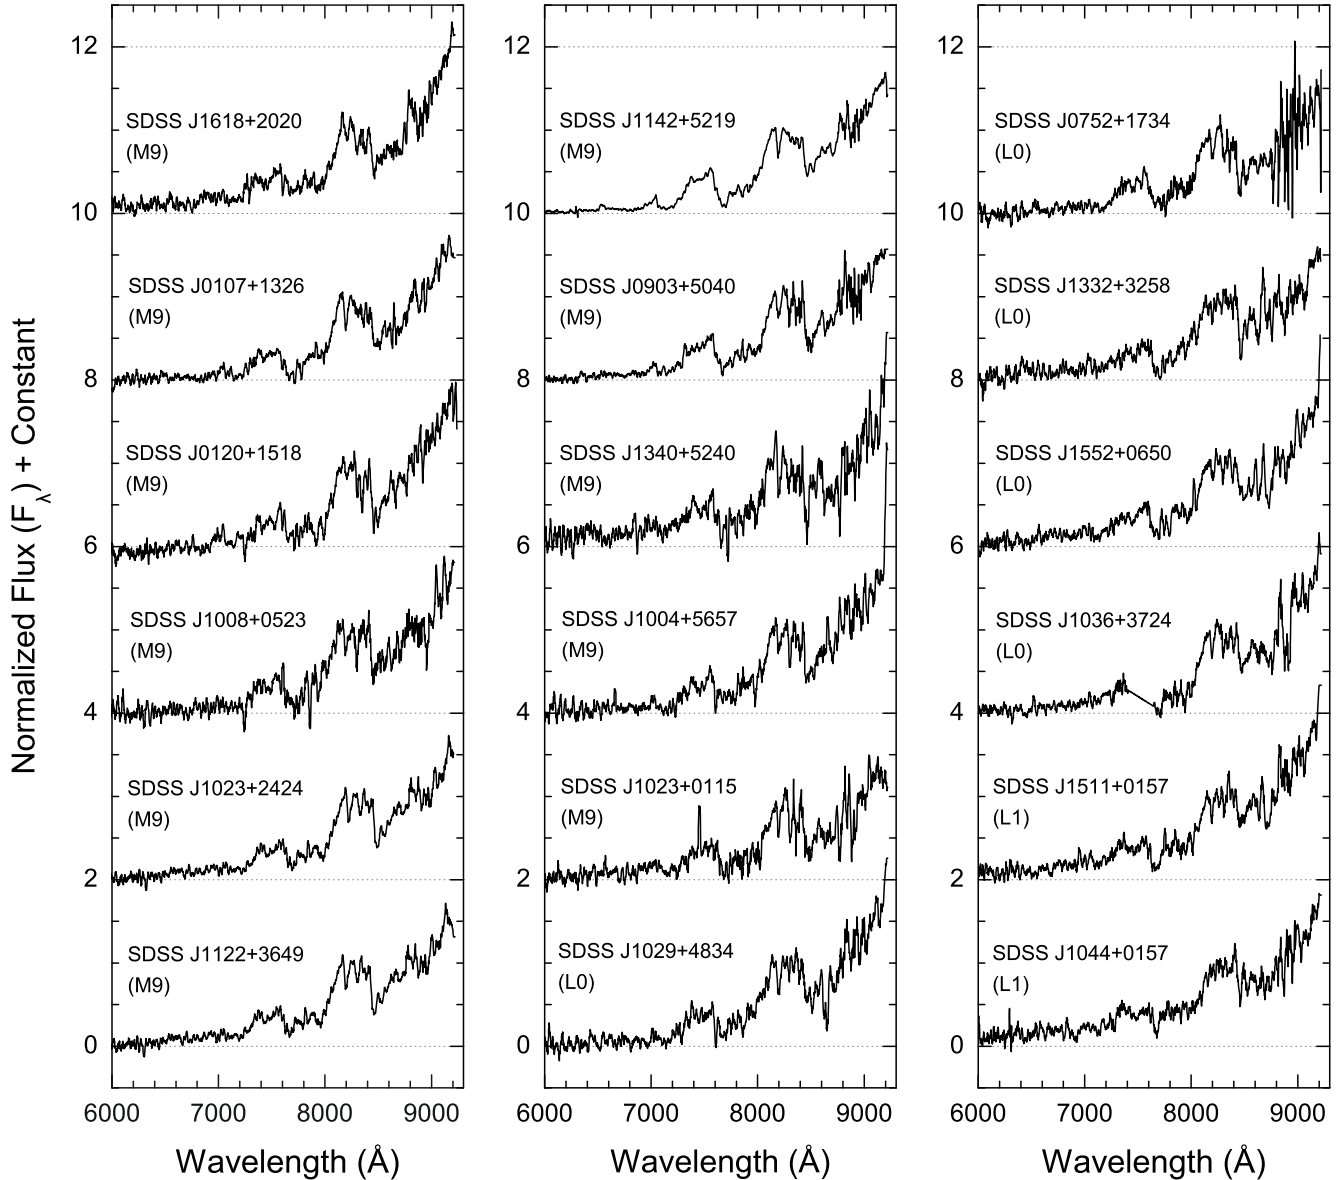 Normalized Flux (Fλ) + Constant
12
10
8
6
4
2
0
SDSS J1618+2020
(M9)
SDSS J0107+1326
(M9)
SDSS J0120+1518
(M9)
SDSS J1008+0523
(M9)
SDSS J1023+2424
(M9)
SDSS J1122+3649
(M9)
6000 7000 8000 9000
Wavelength (Å)
12
10
8
6
4
2
0
SDSS J1142+5219
(M9)
SDSS J0903+5040
(M9)
SDSS J1340+5240
(M9)
SDSS J1004+5657
(M9)
SDSS J1023+0115
(M9)
SDSS J1029+4834
(L0)
6000 7000 8000 9000
Wavelength (Å)
12
10
8
6
4
2
0
SDSS J0752+1734
(L0)
SDSS J1332+3258
(L0)
SDSS J1552+0650
(L0)
SDSS J1036+3724
(L0)
SDSS J1511+0157
(L1)
SDSS J1044+0157
(L1)
6000 7000 8000 9000
Wavelength (Å)